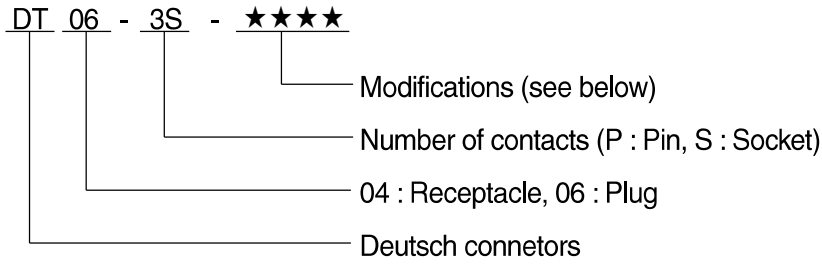 DT 06 - 3S - ★★★★
Modifications (see below)
Number of contacts (P : Pin, S : Socket)
04 : Receptacle, 06 : Plug
Deutsch connetors